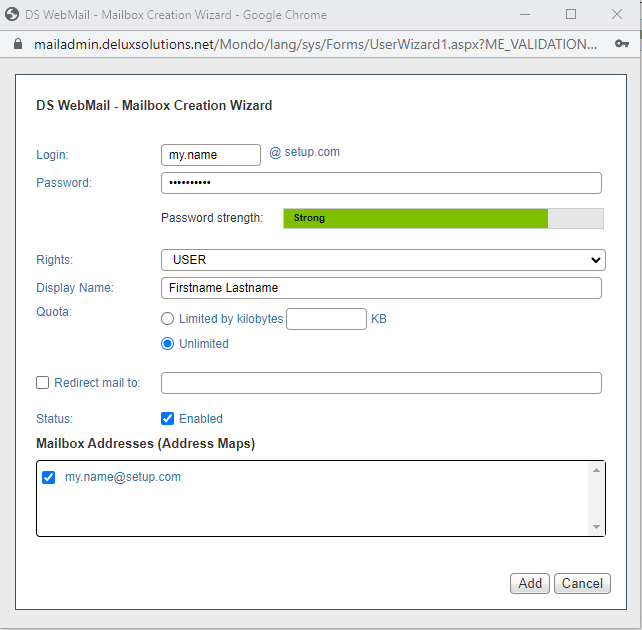 DS WebMail - Mailbox Creation Wizard - Google Chrome
mailadmin.deluxsolutions.net/Mondo/lang/sys/Forms/UserWizard1.aspx?ME_VALIDATION...
DS WebMail - Mailbox Creation Wizard
Login: my.name @ setup.com
Password: ••••••••••
Password strength: Strong
Rights: USER
Display Name: Firstname Lastname
Quota: Limited by kilobytes KB
Unlimited
Redirect mail to:
Status: Enabled
Mailbox Addresses (Address Maps)
my.name@setup.com
Add Cancel